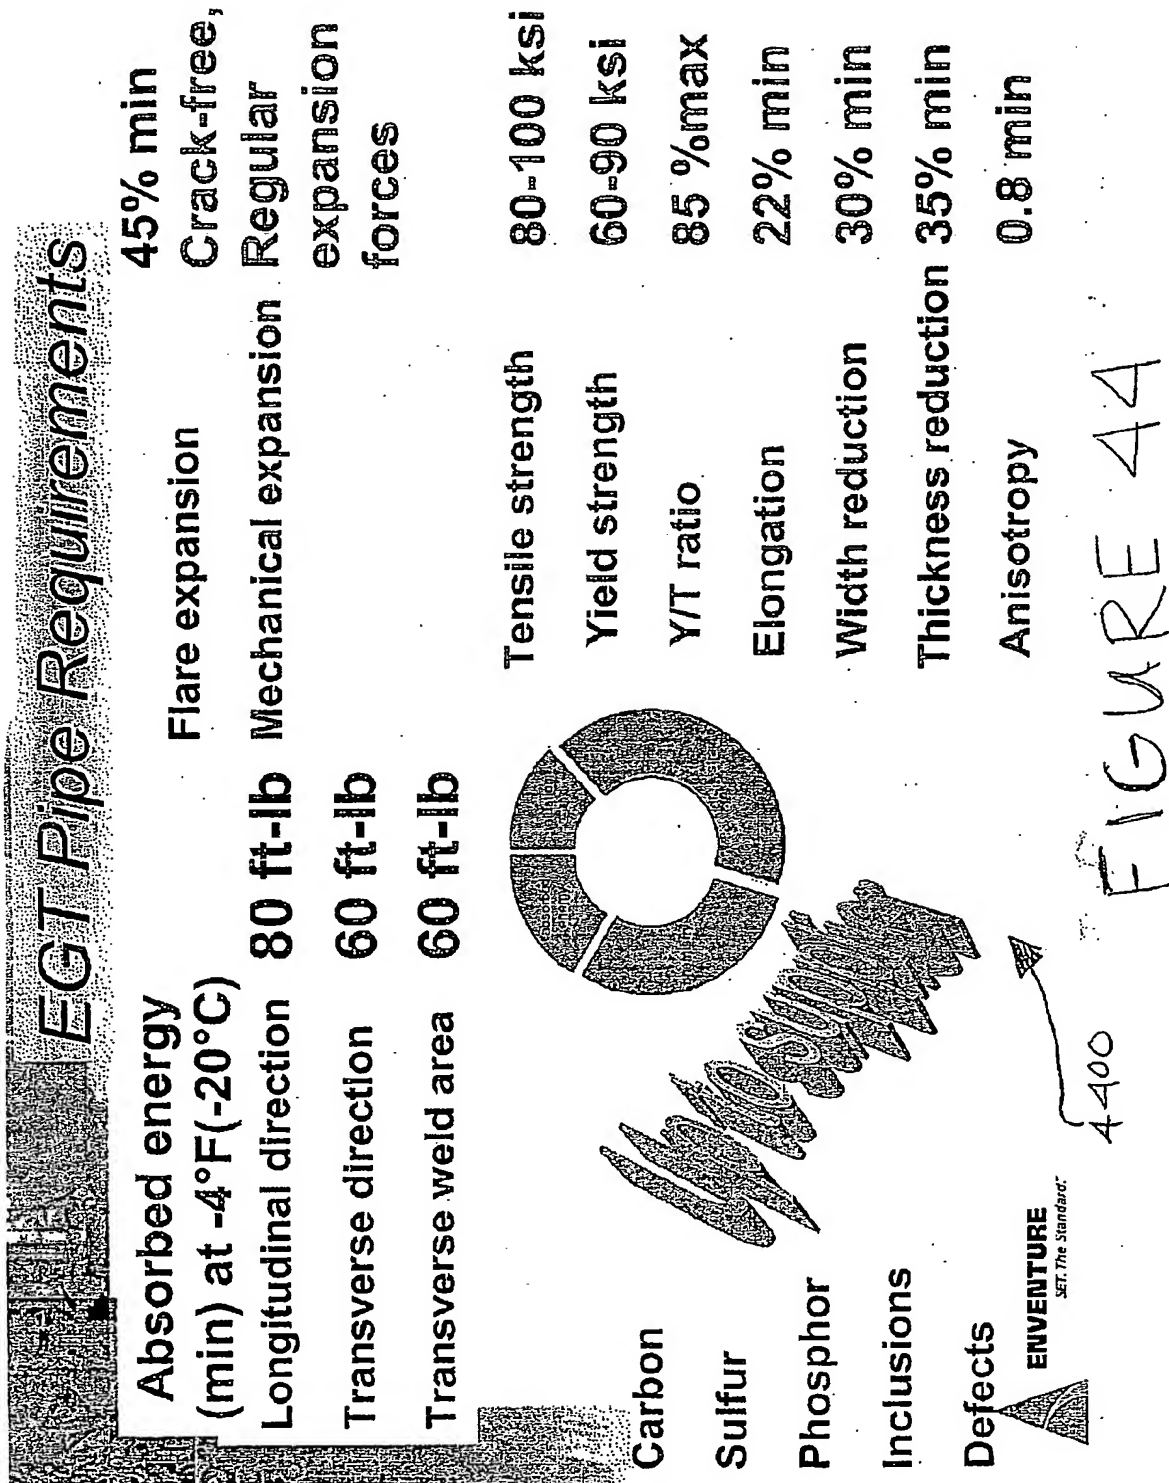 EGT Pipe Requirements
Absorbed energy
(min) at -4°F(-20°C)
Longitudinal direction 80 ft-lb
Transverse direction 60 ft-lb
Transverse weld area 60 ft-lb
Flare expansion 45% min
Mechanical expansion Crack-free,
Regular
expansion
forces
Carbon
Sulfur
Phosphor
Inclusions
Defects
Tensile strength 80-100 ksi
Yield strength 60-90 ksi
Y/T ratio 85 %max
Elongation 22% min
Width reduction 30% min
Thickness reduction 35% min
Anisotropy 0.8 min
ENVENTURE
SET. The Standard.
4400
FIGURE 44